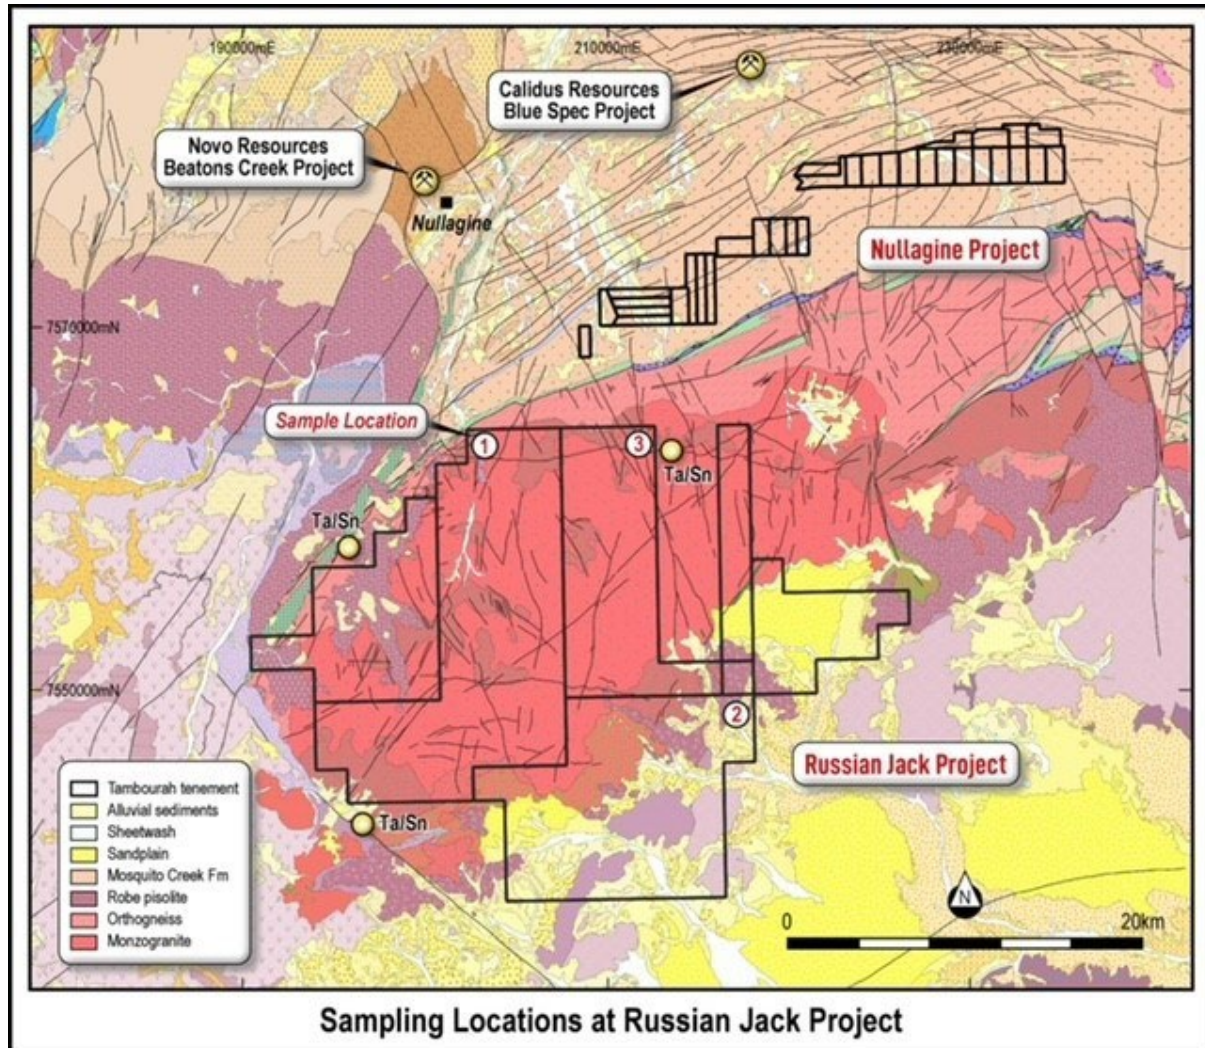 190000mE
210000mE
230000mE
Calidus Resources
Blue Spec Project
Novo Resources
Beatons Creek Project
Nullagine
Nullagine Project
7570000mN
Sample Location
1
3
Ta/Sn
Ta/Sn
7550000mN
2
Russian Jack Project
Ta/Sn
Tambourah tenement
Alluvial sediments
Sheetwash
Sandplain
Mosquito Creek Fm
Robe pisolite
Orthogneiss
Monzogranite
N
0
20km
Sampling Locations at Russian Jack Project